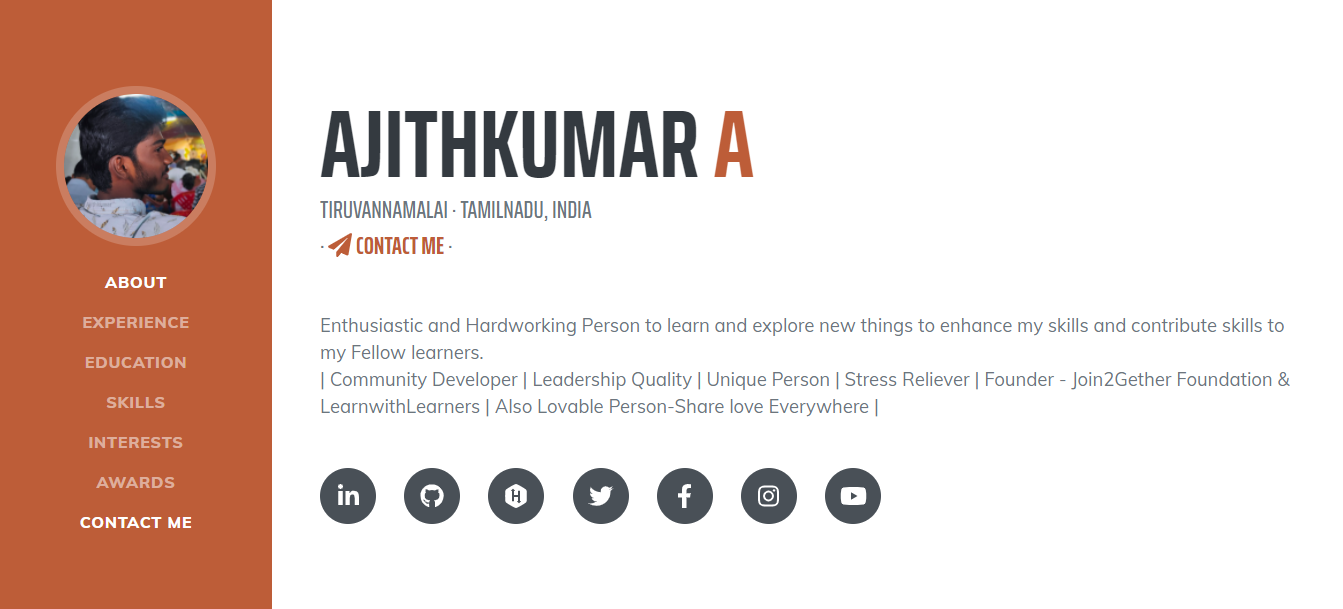 ABOUT
EXPERIENCE
EDUCATION
SKILLS
INTERESTS
AWARDS
CONTACT ME
AJITHKUMAR A
TIRUVANNAMALAI · TAMILNADU, INDIA
· CONTACT ME ·
Enthusiastic and Hardworking Person to learn and explore new things to enhance my skills and contribute skills to
my Fellow learners.
| Community Developer | Leadership Quality | Unique Person | Stress Reliever | Founder - Join2Gether Foundation &
LearnwithLearners | Also Lovable Person-Share love Everywhere |